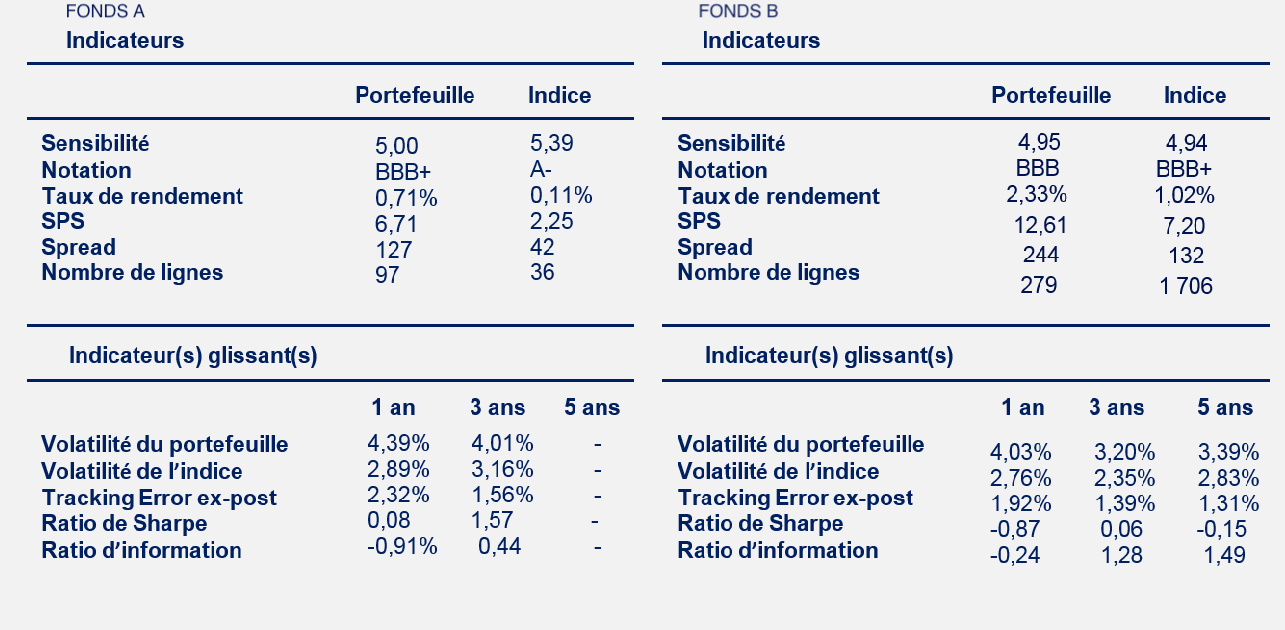 FONDS A
Indicateurs
Portefeuille Indice
Sensibilité 5,00 5,39
Notation BBB+ A-
Taux de rendement 0,71% 0,11%
SPS 6,71 2,25
Spread 127 42
Nombre de lignes 97 36
Indicateur(s) glissant(s)
1 an 3 ans 5 ans
Volatilité du portefeuille 4,39% 4,01% -
Volatilité de l’indice 2,89% 3,16% -
Tracking Error ex-post 2,32% 1,56% -
Ratio de Sharpe 0,08 1,57 -
Ratio d’information -0,91% 0,44 -
FONDS B
Indicateurs
Portefeuille Indice
Sensibilité 4,95 4,94
Notation BBB BBB+
Taux de rendement 2,33% 1,02%
SPS 12,61 7,20
Spread 244 132
Nombre de lignes 279 1 706
Indicateur(s) glissant(s)
1 an 3 ans 5 ans
Volatilité du portefeuille 4,03% 3,20% 3,39%
Volatilité de l’indice 2,76% 2,35% 2,83%
Tracking Error ex-post 1,92% 1,39% 1,31%
Ratio de Sharpe -0,87 0,06 -0,15
Ratio d’information -0,24 1,28 1,49